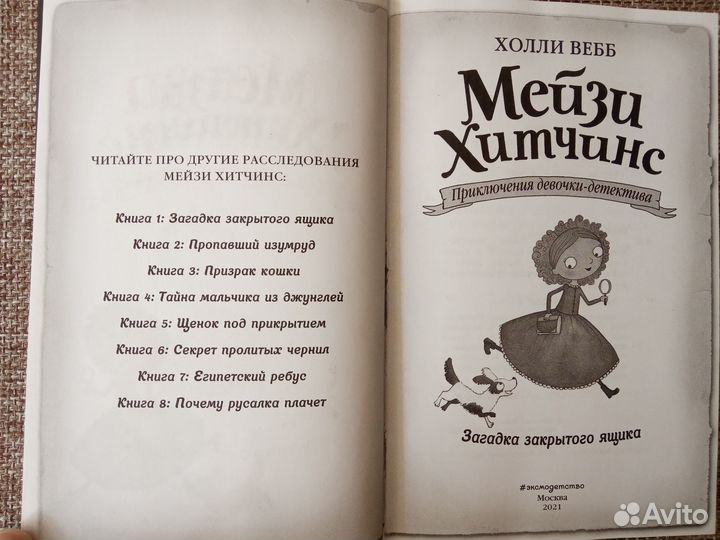 ЧИТАЙТЕ ПРО ДРУГИЕ РАССЛЕДОВАНИЯ
МЕЙЗИ ХИТЧИНС:
Книга 1: Загадка закрытого ящика
Книга 2: Пропавший изумруд
Книга 3: Призрак кошки
Книга 4: Тайна мальчика из джунглей
Книга 5: Щенок под прикрытием
Книга 6: Секрет пролитых чернил
Книга 7: Египетский ребус
Книга 8: Почему русалка плачет
ХОЛЛИ ВЕББ
Мейзи
Хитчинс
Приключения девочки-детектива
Загадка закрытого ящика
#эксмодетство
Москва
2021
Avito